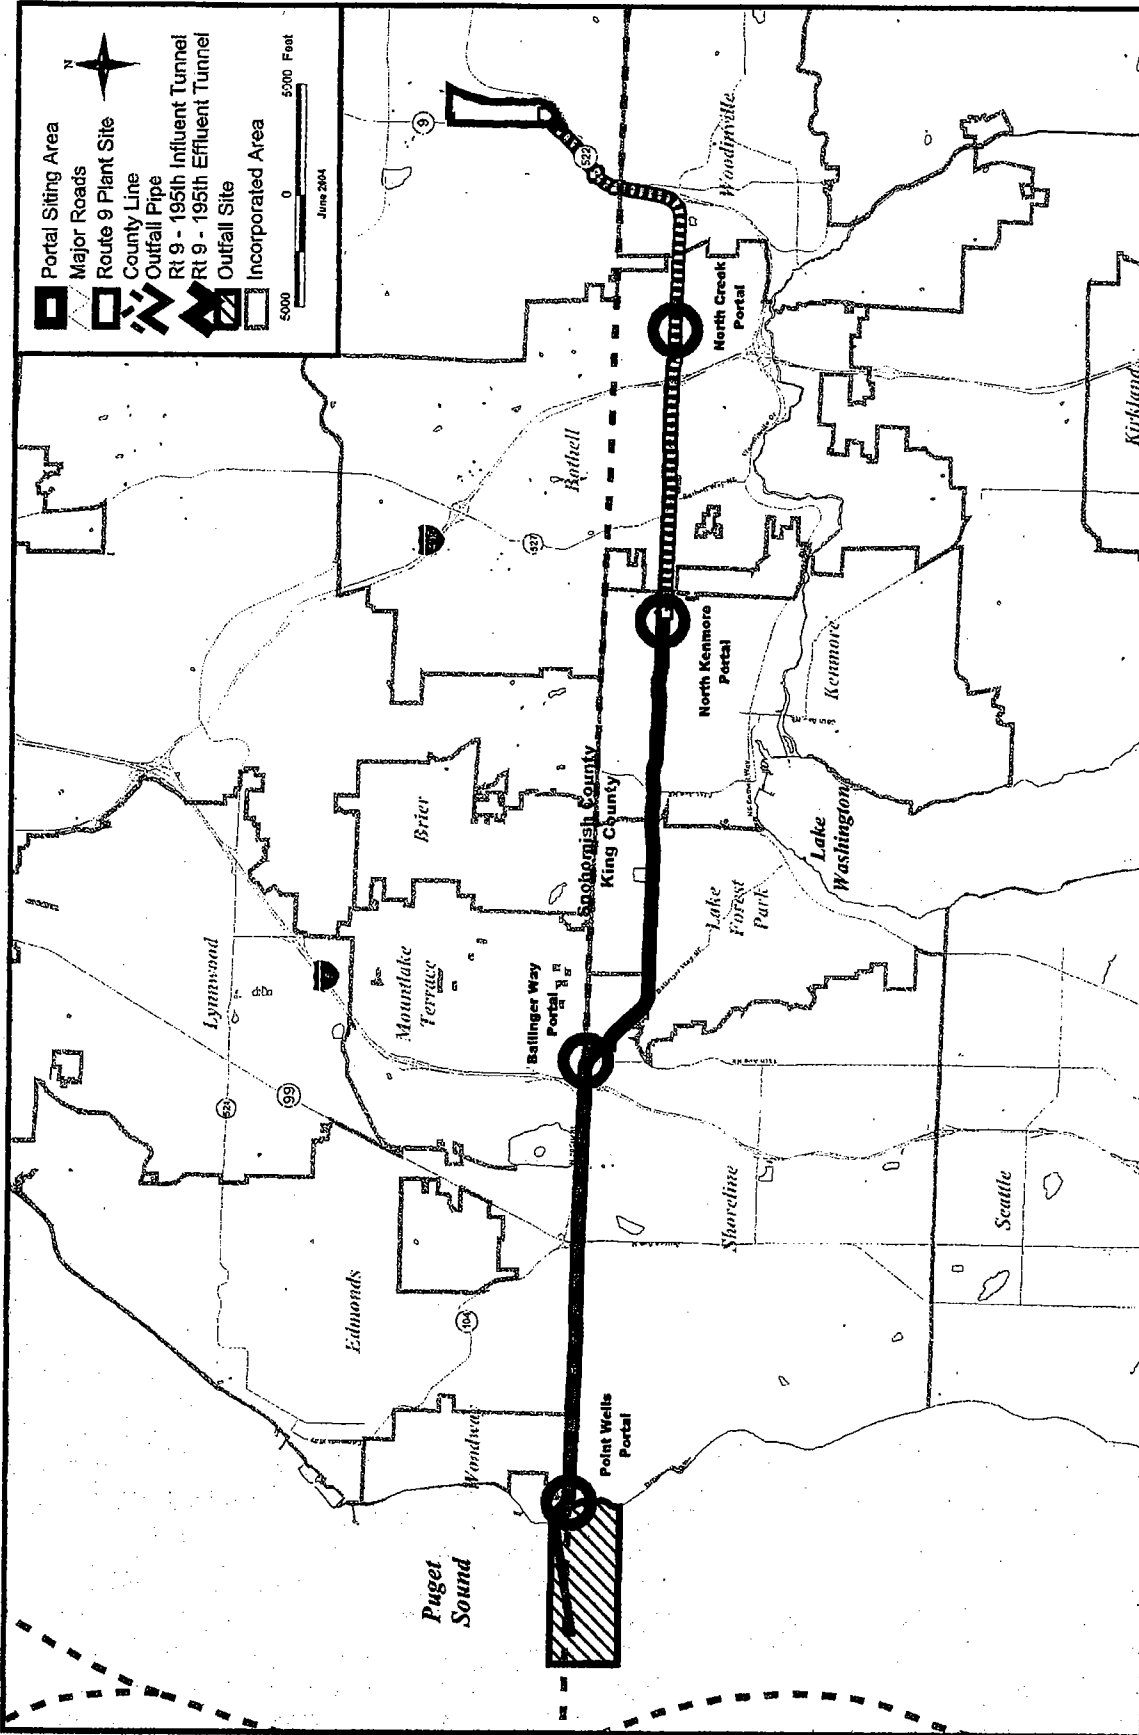 N
Portal Siting Area
Major Roads
Route 9 Plant Site
County Line
Outfall Pipe
Rt 9 - 195th Influent Tunnel
Rt 9 - 195th Effluent Tunnel
Outfall Site
Incorporated Area
5000 0 5000 Feet
June 2004
Lynnwood
524
99
Edmonds
104
Woodway
Puget
Sound
Mountlake
Terrace
Brier
Bothell
527
9
522
Woodinville
Snohomish County
King County
Ballinger Way
Portal
Point Wells
Portal
North Kenmore
Portal
North Creek
Portal
Shoreline
Seattle
Lake
Forest
Park
Lake
Washington
Kenmore
Kirkland